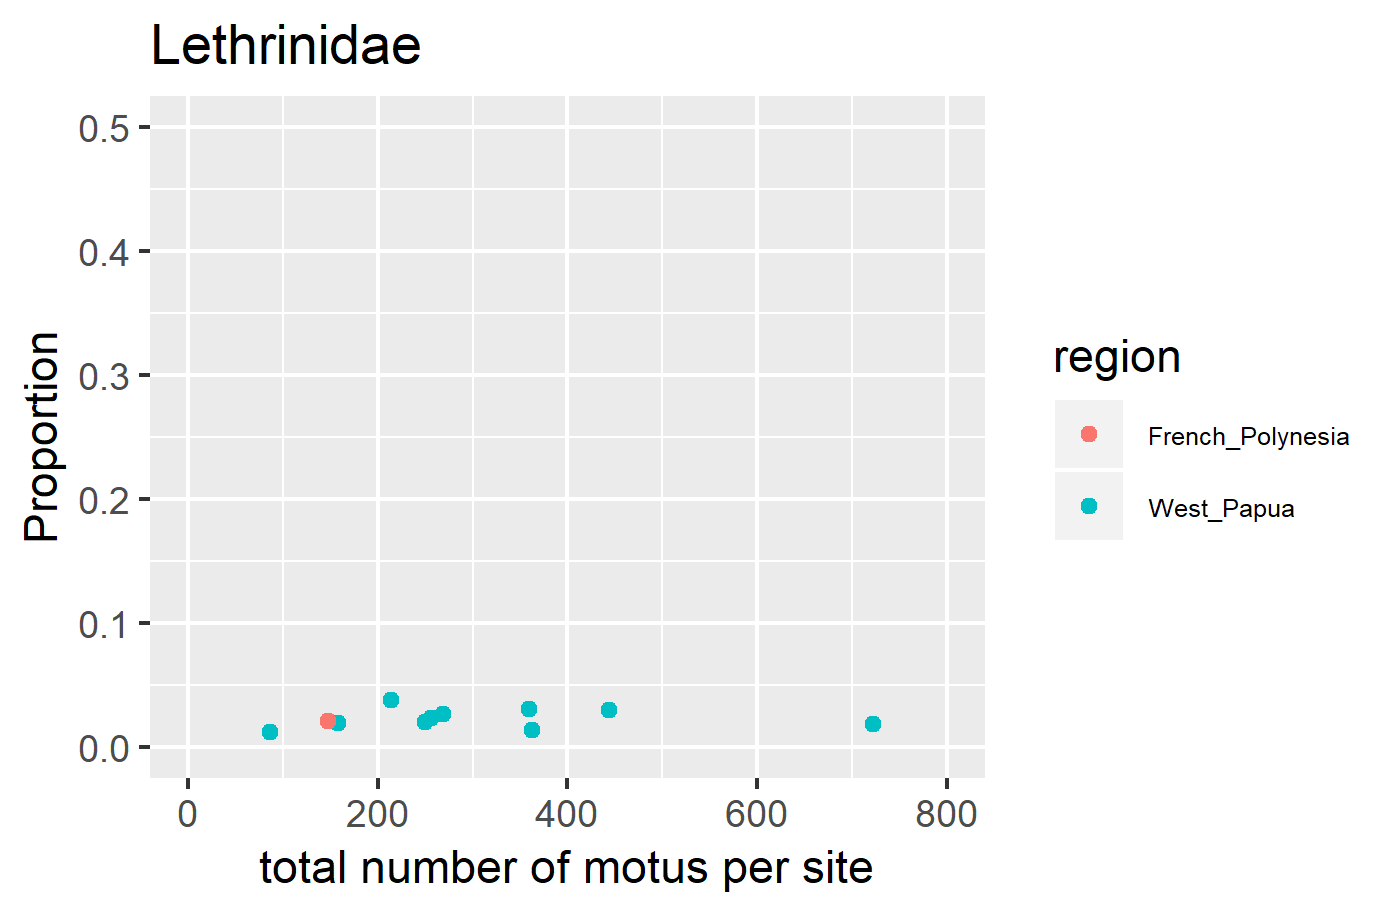 Lethrinidae
0.5
0.4
0.3
0.2
0.1
0.0
Proportion
0 200 400 600 800
total number of motus per site
region
French_Polynesia
West_Papua